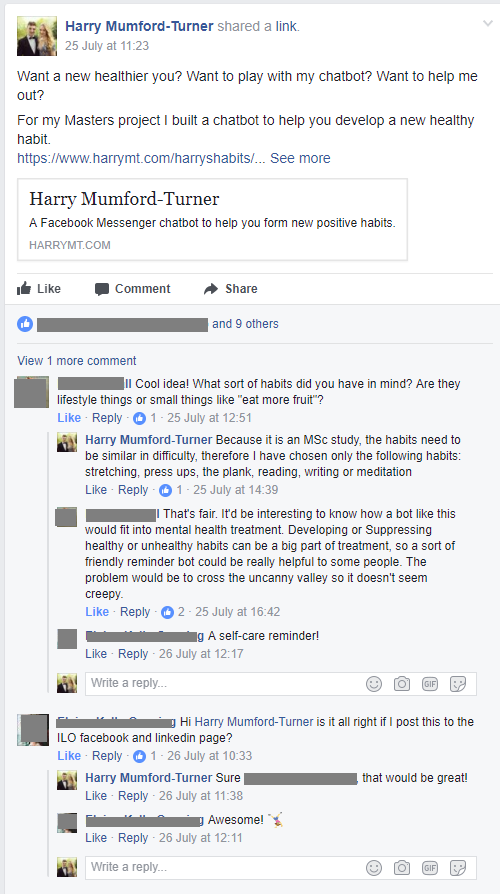 Harry Mumford-Turner shared a link.
25 July at 11:23
Want a new healthier you? Want to play with my chatbot? Want to help me
out?
For my Masters project I built a chatbot to help you develop a new healthy
habit.
https://www.harrymt.com/harryshabits/... See more
Harry Mumford-Turner
A Facebook Messenger chatbot to help you form new positive habits.
HARRYMT.COM
Like Comment Share
and 9 others
View 1 more comment
Cool idea! What sort of habits did you have in mind? Are they
lifestyle things or small things like "eat more fruit"?
Like · Reply · 1 · 25 July at 12:51
Harry Mumford-Turner Because it is an MSc study, the habits need to
be similar in difficulty, therefore I have chosen only the following habits:
stretching, press ups, the plank, reading, writing or meditation
Like · Reply · 1 · 25 July at 14:39
That's fair. It'd be interesting to know how a bot like this
would fit into mental health treatment. Developing or Suppressing
healthy or unhealthy habits can be a big part of treatment, so a sort of
friendly reminder bot could be really helpful to some people. The
problem would be to cross the uncanny valley so it doesn't seem
creepy.
Like · Reply · 2 · 25 July at 16:42
A self-care reminder!
Like · Reply · 26 July at 12:17
Write a reply...
GIF
Hi Harry Mumford-Turner is it all right if I post this to the
ILO facebook and linkedin page?
Like · Reply · 1 · 26 July at 10:33
Harry Mumford-Turner Sure , that would be great!
Like · Reply · 26 July at 11:38
Awesome!
Like · Reply · 26 July at 12:11
Write a reply...
GIF